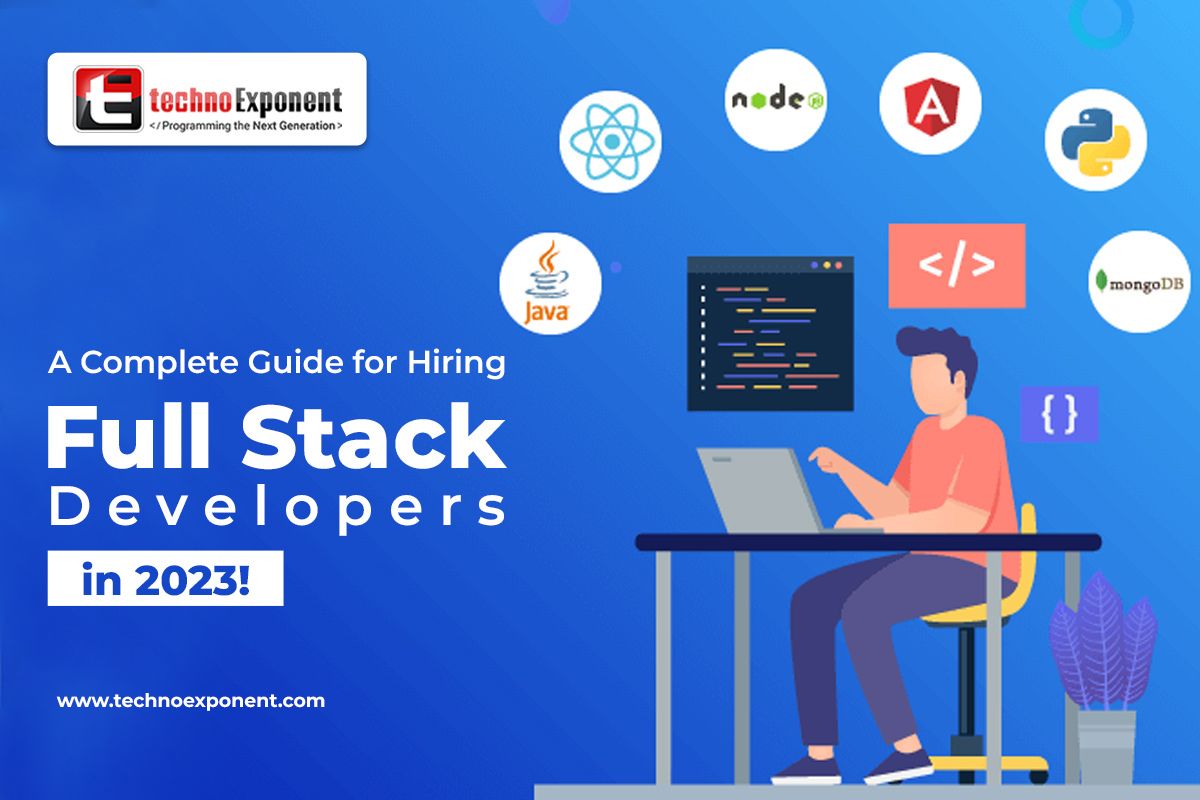 technoExponent
</Programming the Next Generation>
node
js
A
Java
</>
mongoDB
{ }
A Complete Guide for Hiring
Full Stack
Developers
in 2023!
www.technoexponent.com